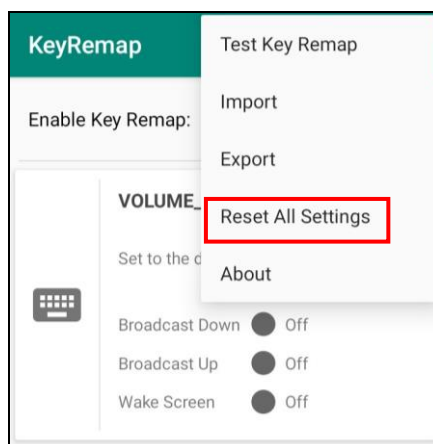 KeyRemap
Test Key Remap
Import
Enable Key Remap:
Export
VOLUME_
Reset All Settings
Set to the d
About
Broadcast Down Off
Broadcast Up Off
Wake Screen Off